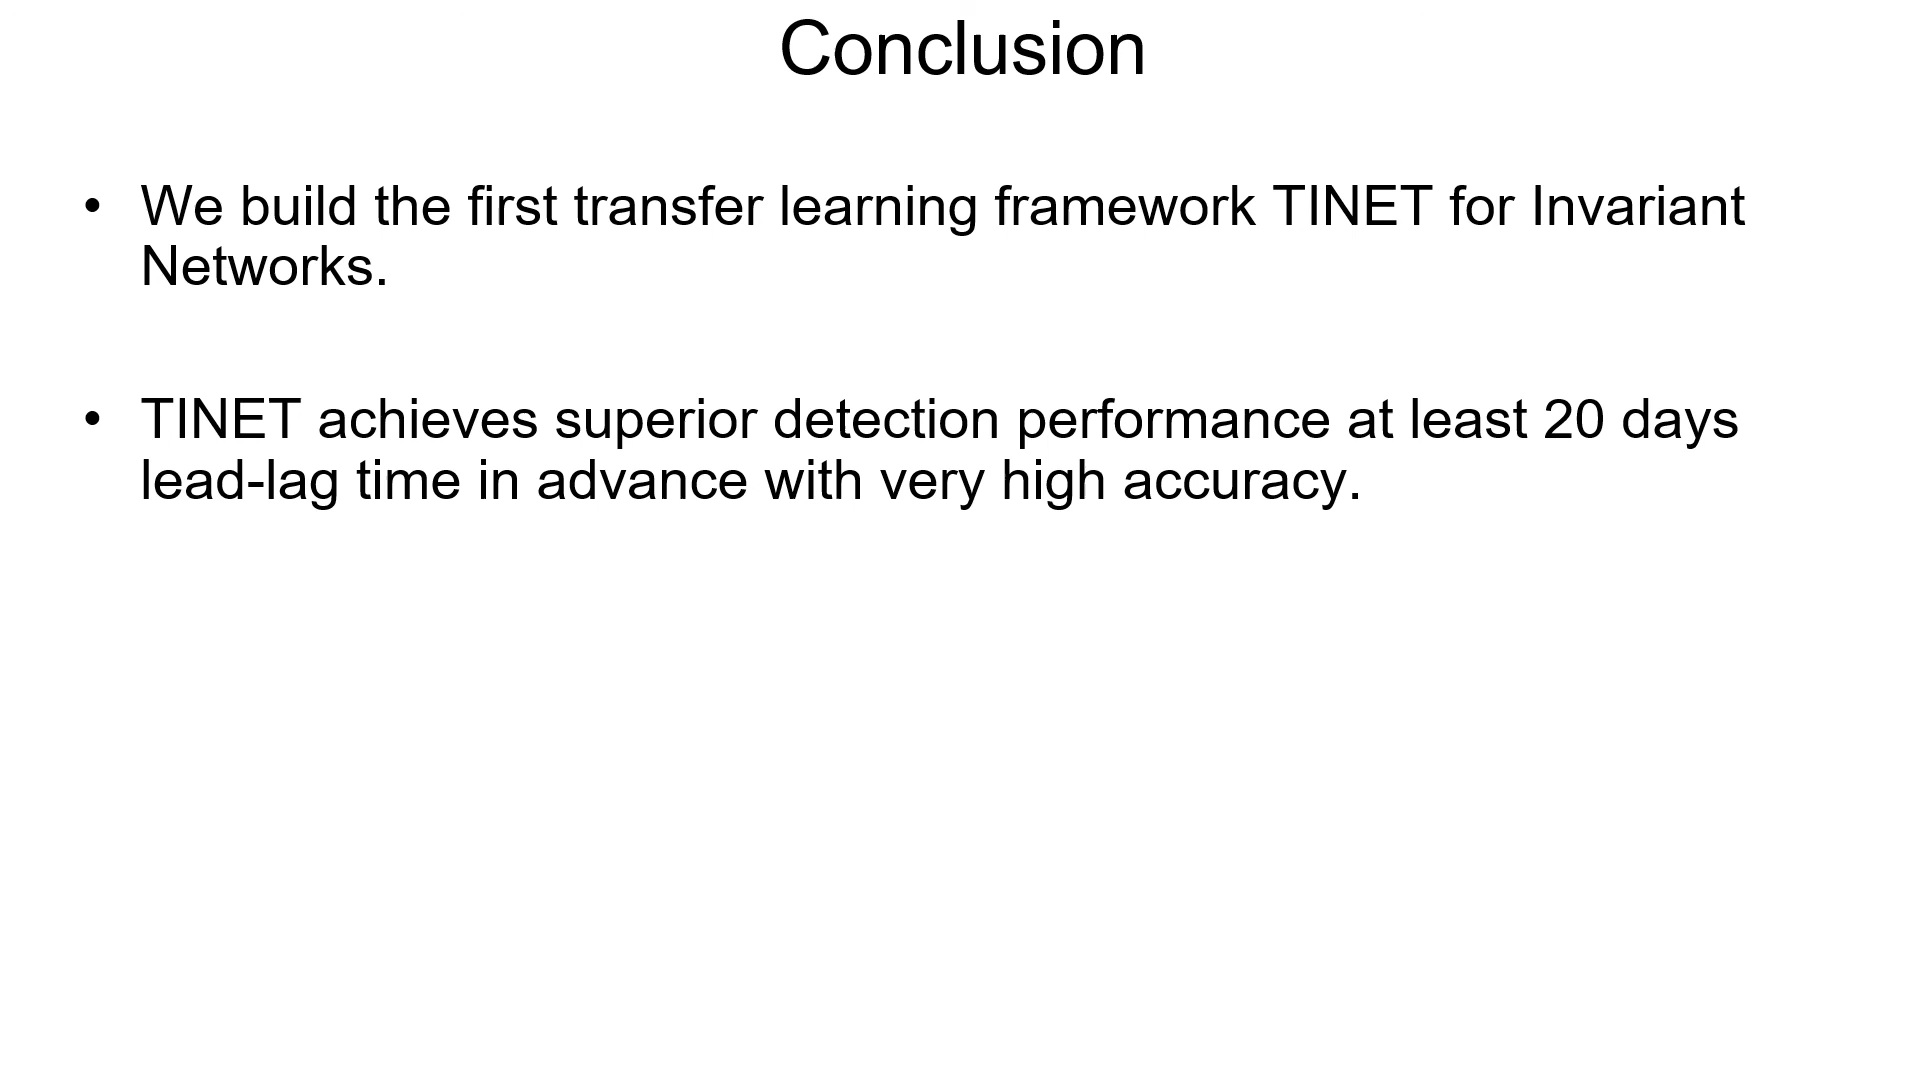 Conclusion
• We build the first transfer learning framework TINET for Invariant
Networks.
• TINET achieves superior detection performance at least 20 days
lead-lag time in advance with very high accuracy.